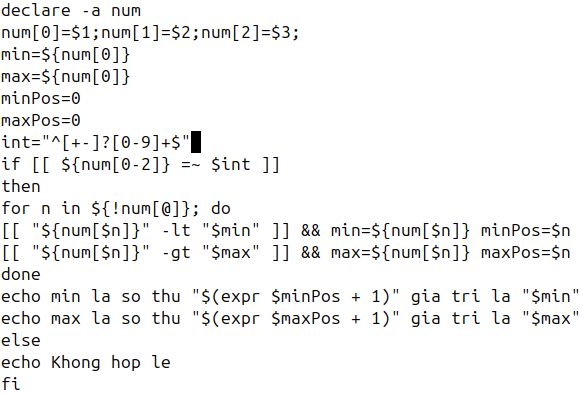 declare -a num
num[0]=$1;num[1]=$2;num[2]=$3;
min=${num[0]}
max=${num[0]}
minPos=0
maxPos=0
int="^[+-]?[0-9]+$"
if [[ ${num[0-2]} =~ $int ]]
then
for n in ${!num[@]}; do
[[ "${num[$n]}" -lt "$min" ]] && min=${num[$n]} minPos=$n
[[ "${num[$n]}" -gt "$max" ]] && max=${num[$n]} maxPos=$n
done
echo min la so thu "$(expr $minPos + 1)" gia tri la "$min"
echo max la so thu "$(expr $maxPos + 1)" gia tri la "$max"
else
echo Khong hop le
fi